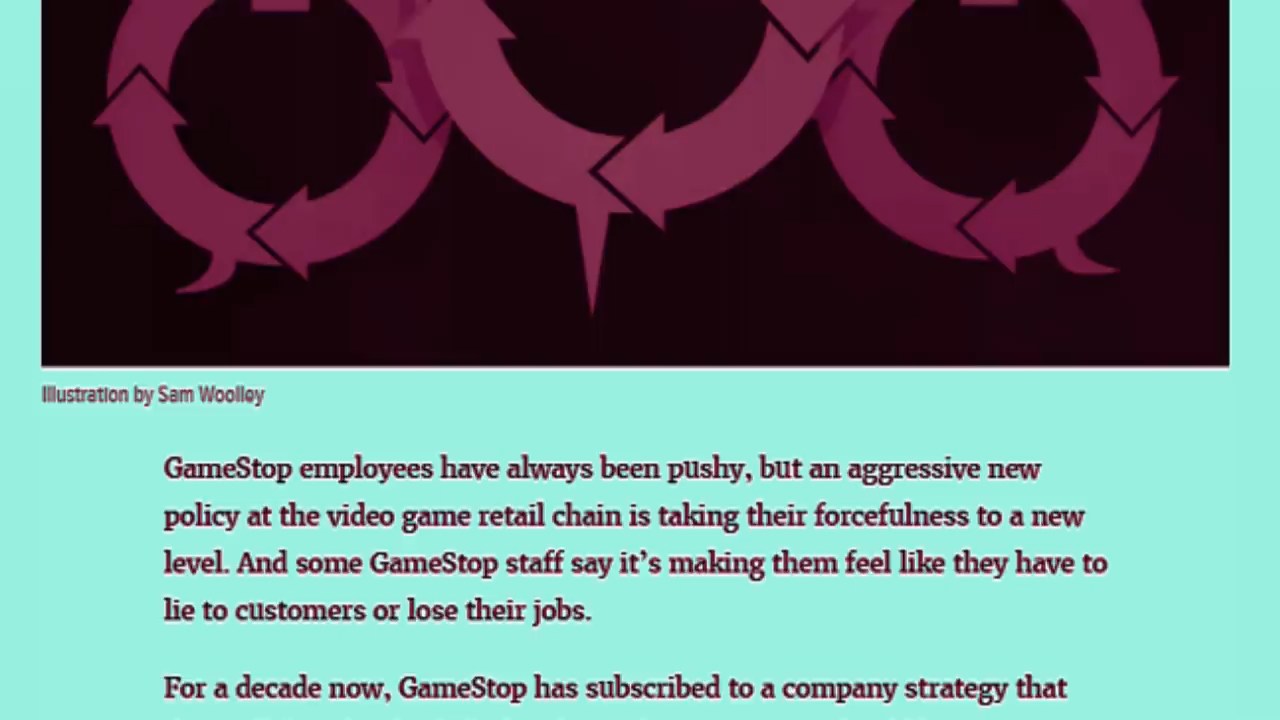 Illustration by Sam Woolley
GameStop employees have always been pushy, but an aggressive new
policy at the video game retail chain is taking their forcefulness to a new
level. And some GameStop staff say it’s making them feel like they have to
lie to customers or lose their jobs.
For a decade now, GameStop has subscribed to a company strategy that